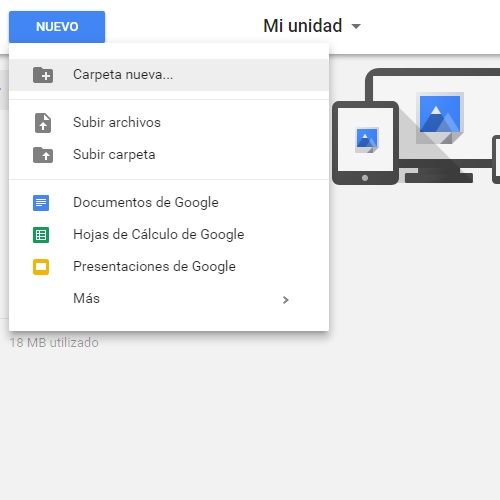 NUEVO
Mi unidad
Carpeta nueva...
Subir archivos
Subir carpeta
Documentos de Google
Hojas de Cálculo de Google
Presentaciones de Google
Más
18 MB utilizado